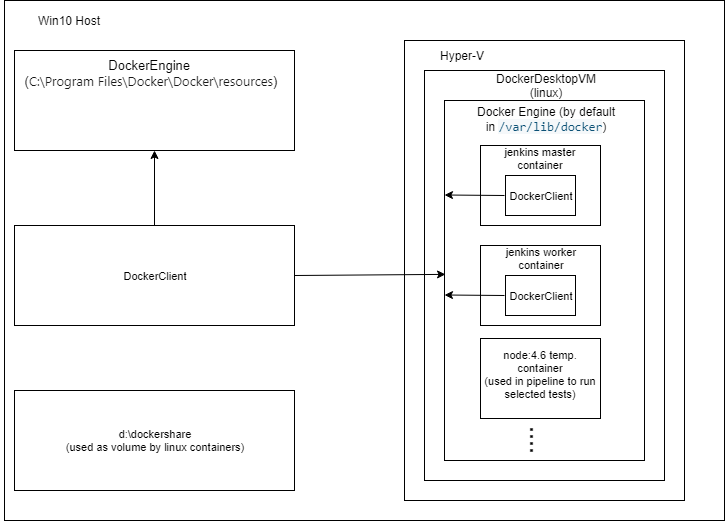 Win10 Host
DockerEngine
(C:\Program Files\Docker\Docker\resources)
DockerClient
d:\dockershare
(used as volume by linux containers)
Hyper-V
DockerDesktopVM
(linux)
Docker Engine (by default
in /var/lib/docker)
jenkins master
container
DockerClient
jenkins worker
container
DockerClient
node:4.6 temp.
container
(used in pipeline to run
selected tests)